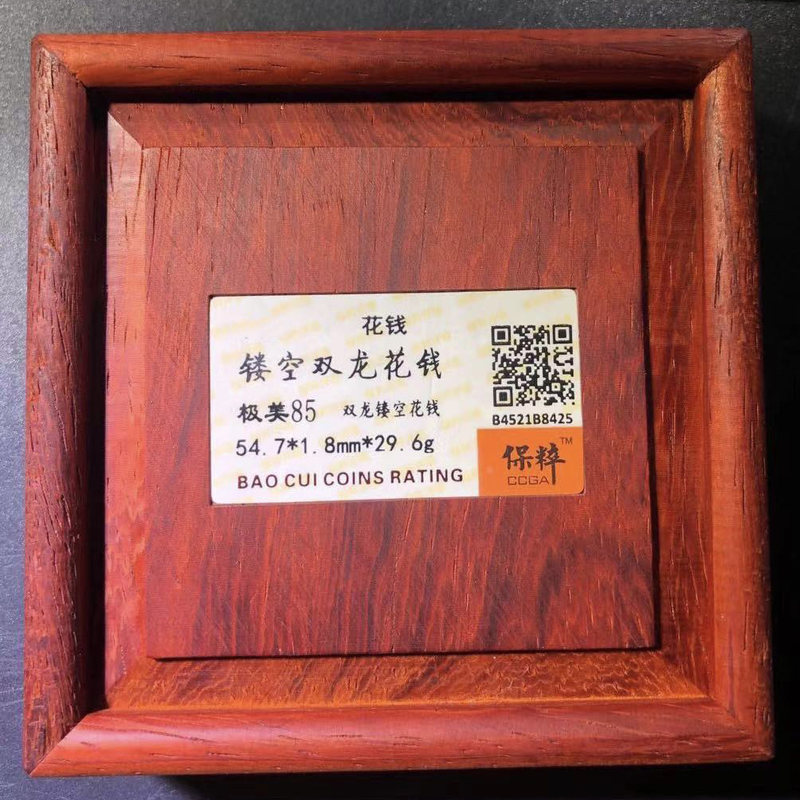 花钱
镂空双龙花钱
极美85 双龙镂空花钱
54.7*1.8mm*29.6g
BAO CUI COINS RATING
B4521B8425
保粹™
CCGA